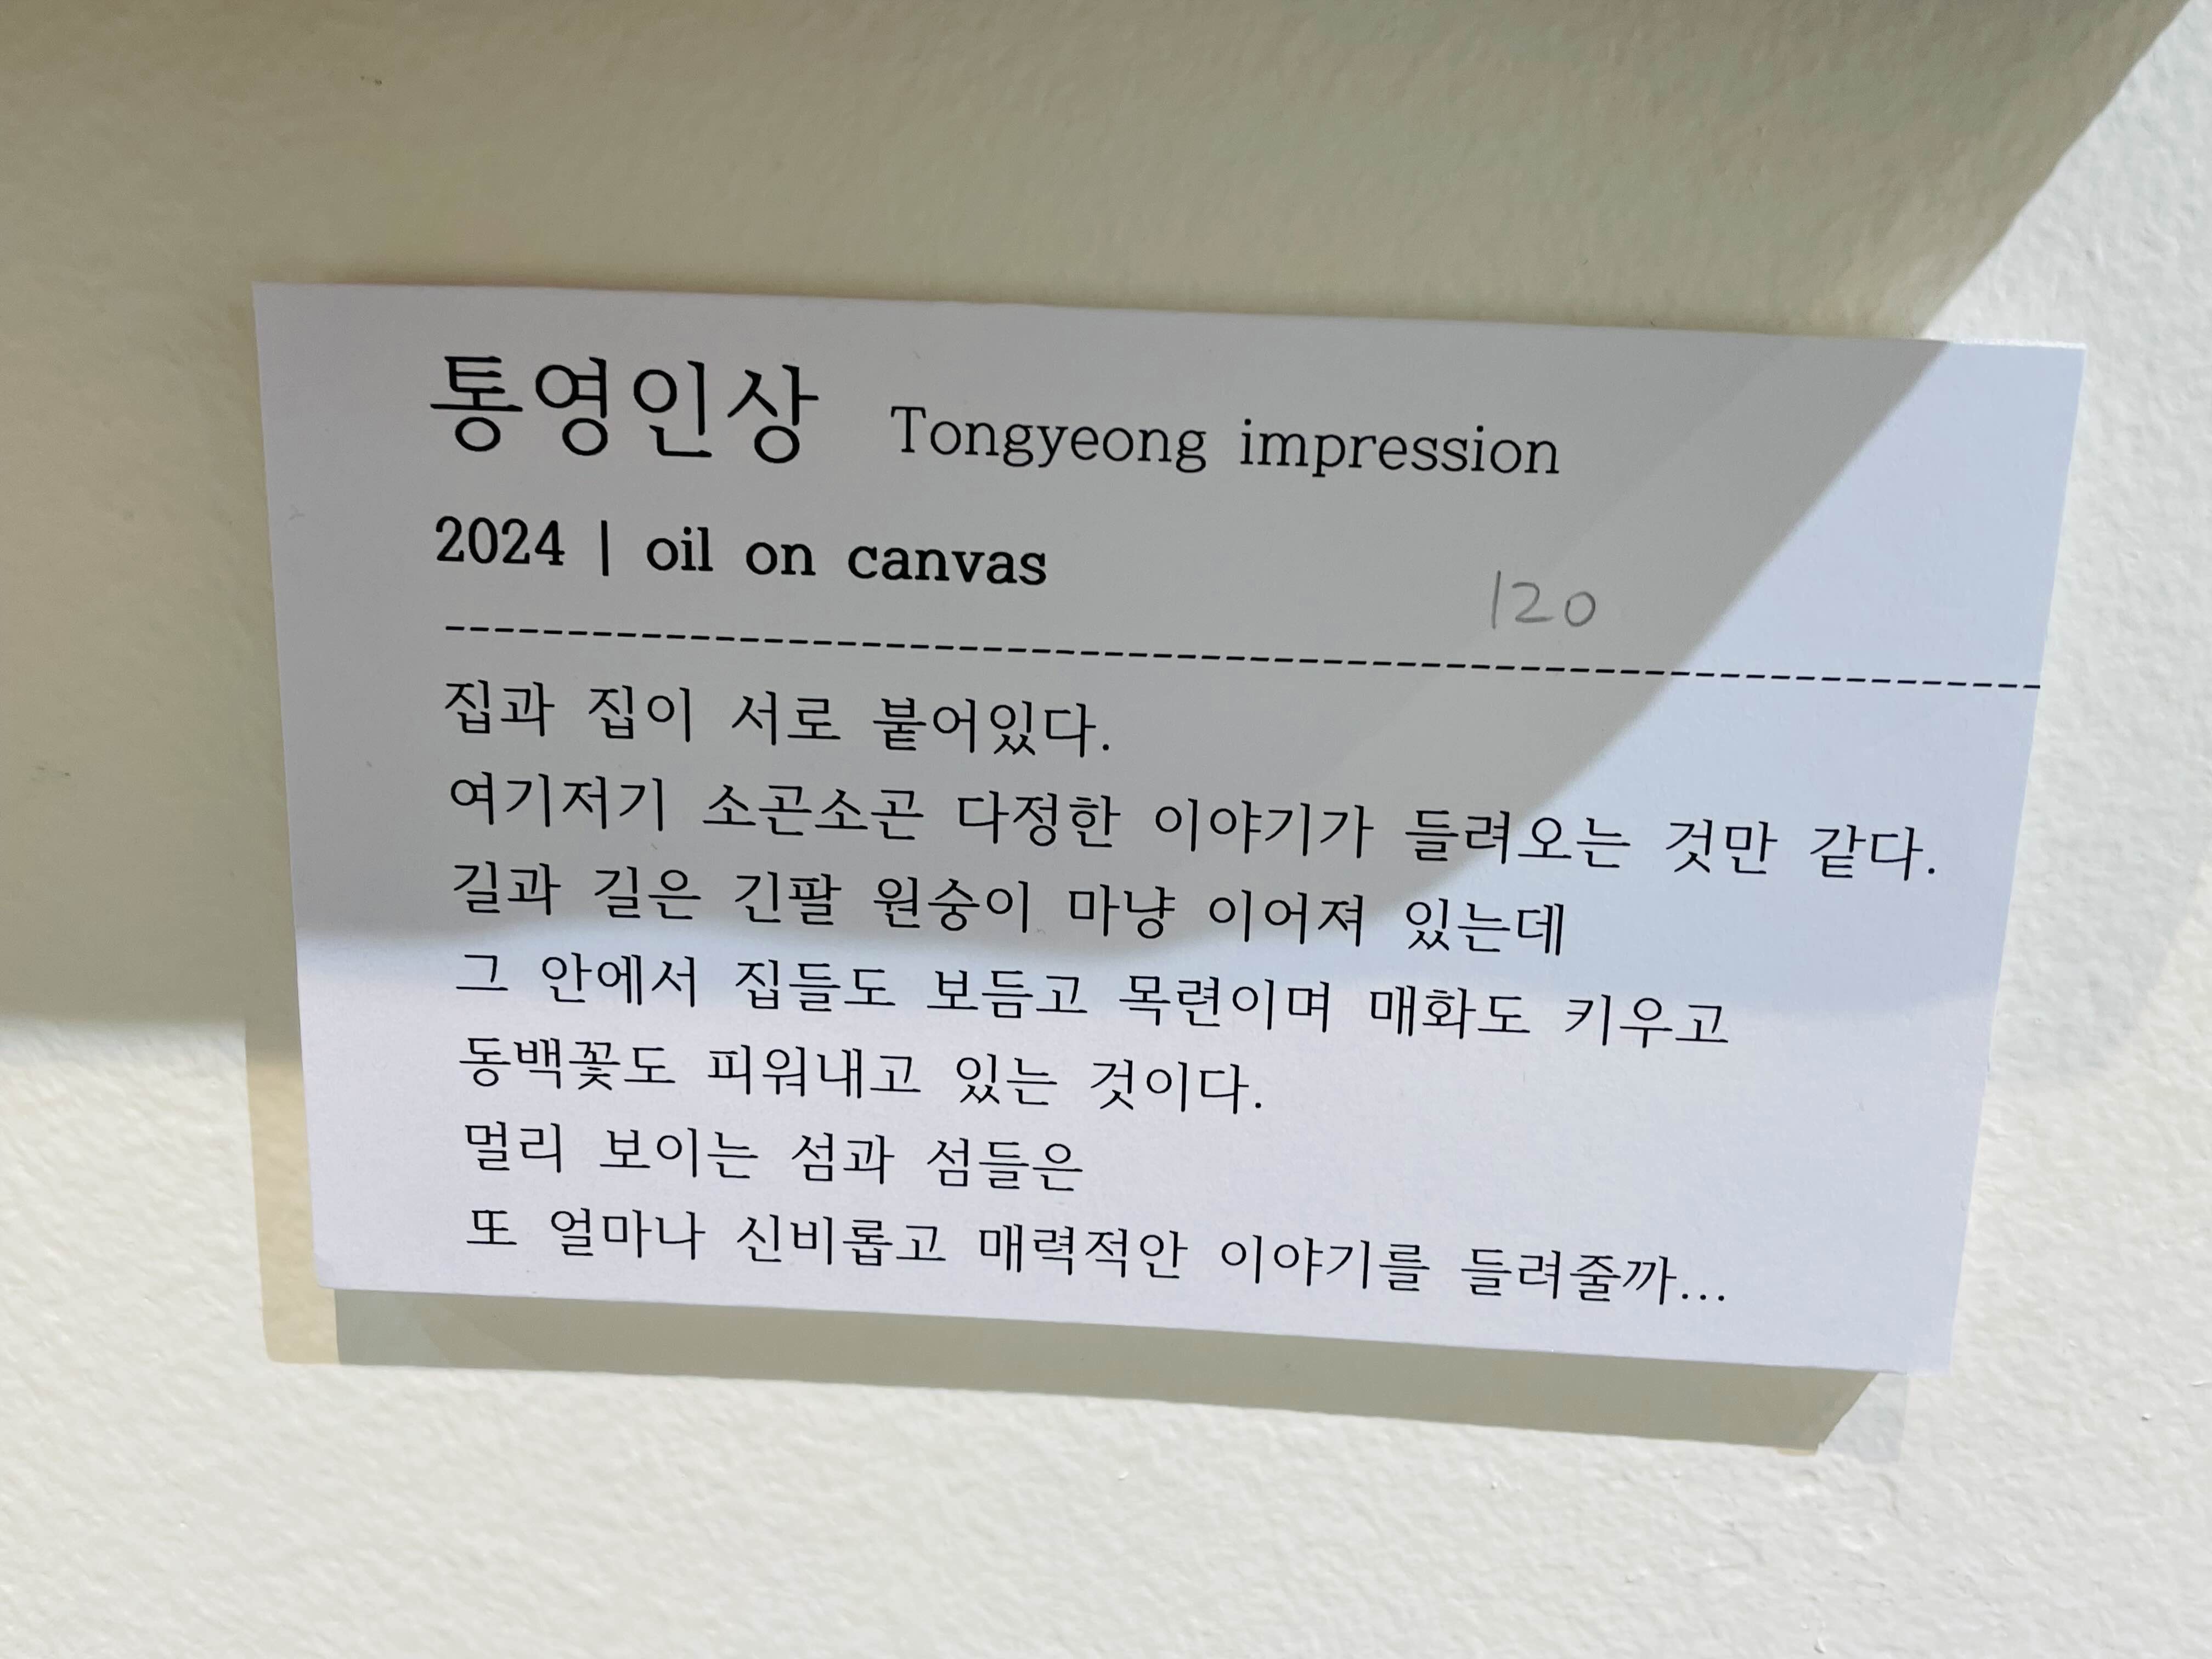 통영인상 Tongyeong impression
2024 | oil on canvas
120
집과 집이 서로 붙어있다.
여기저기 소곤소곤 다정한 이야기가 들려오는 것만 같다.
길과 길은 긴팔 원숭이 마냥 이어져 있는데
그 안에서 집들도 보듬고 목련이며 매화도 키우고
동백꽃도 피워내고 있는 것이다.
멀리 보이는 섬과 섬들은
또 얼마나 신비롭고 매력적안 이야기를 들려줄까...